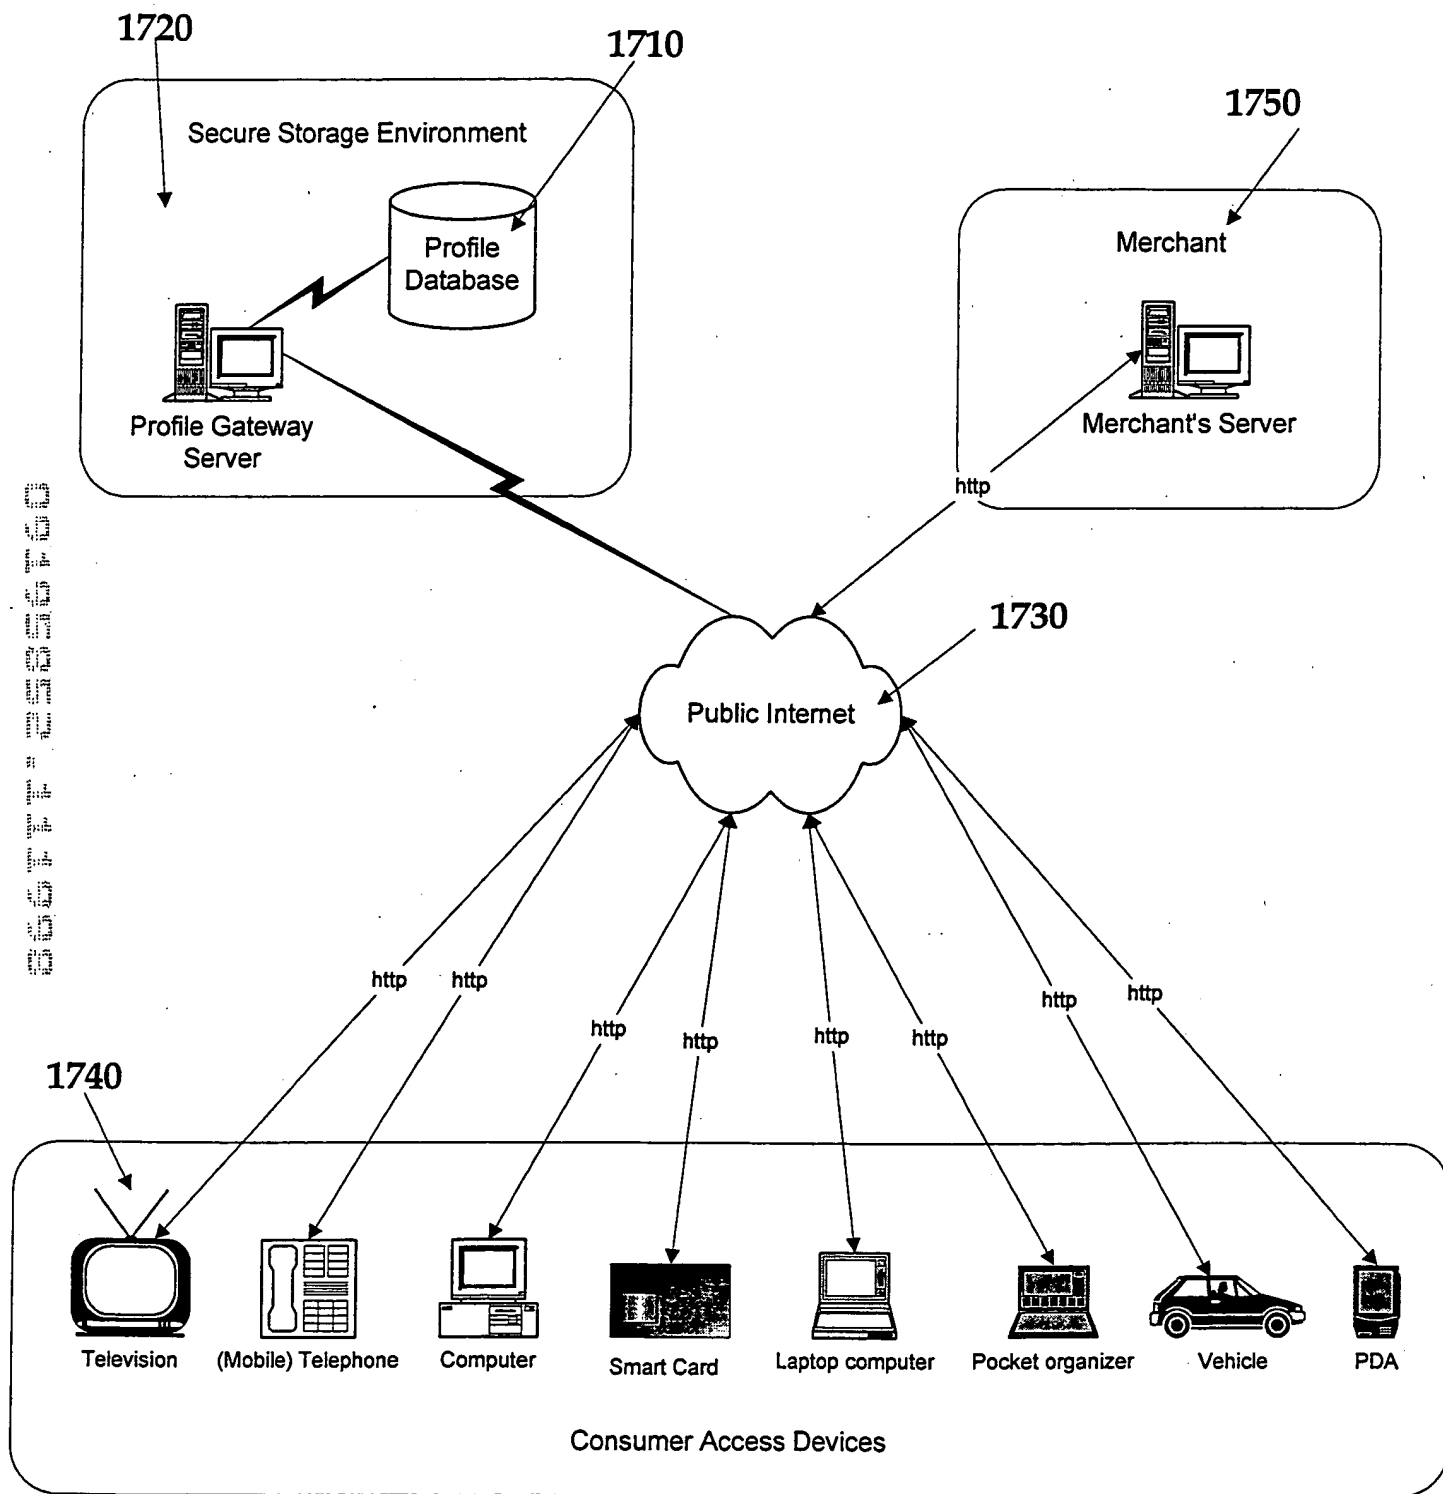 1720
1710
1750
Secure Storage Environment
Profile
Database
Merchant
Profile Gateway
Server
Merchant's Server
http
1730
Public Internet
http
http
http
http
http
http
http
http
1740
Television
(Mobile) Telephone
Computer
Smart Card
Laptop computer
Pocket organizer
Vehicle
PDA
Consumer Access Devices